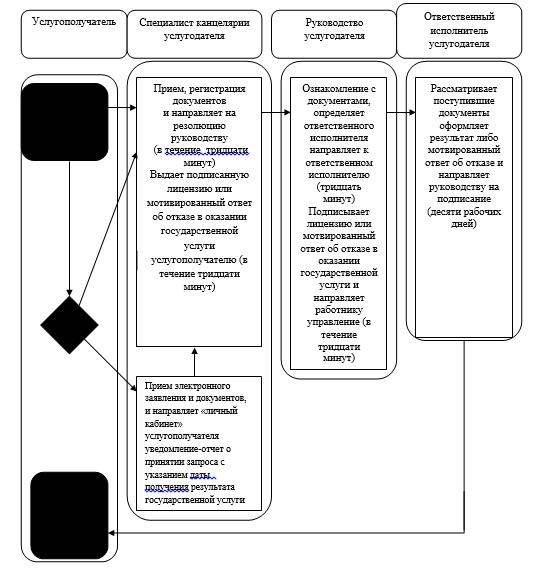 Услугополучатель
Специалист канцелярии
услугодателя
Руководство
услугодателя
Ответственный
исполнитель
услугодателя
Прием, регистрация
документов
и направляет на
резолюцию
руководству
(в течение тридцати
минут)
Выдает подписанную
лицензию или
мотивированный ответ
об отказе в оказании
государственной
услуги
услугополучателю (в
течение тридцати
минут)
Ознакомление с
документами,
определяет
ответственного
исполнителя
направляет к
ответственном
исполнителю
(тридцать
минут)
Подписывает
лицензию или
мотвированный
ответ об отказе в
оказании
государственной
услуги и
направляет
работнику
управление (в
течение
тридцати
минут)
Рассматривает
поступившие
документы
оформляет
результат либо
мотвированный
ответ об отказе и
направляет
руководству на
подписание
(десяти рабочих
дней)
Прием электронного
заявления и документов,
и направляет «личный
кабинет»
услугополучателя
уведомление-отчет о
принятии запроса с
указанием даты
получения результата
государственной услуги